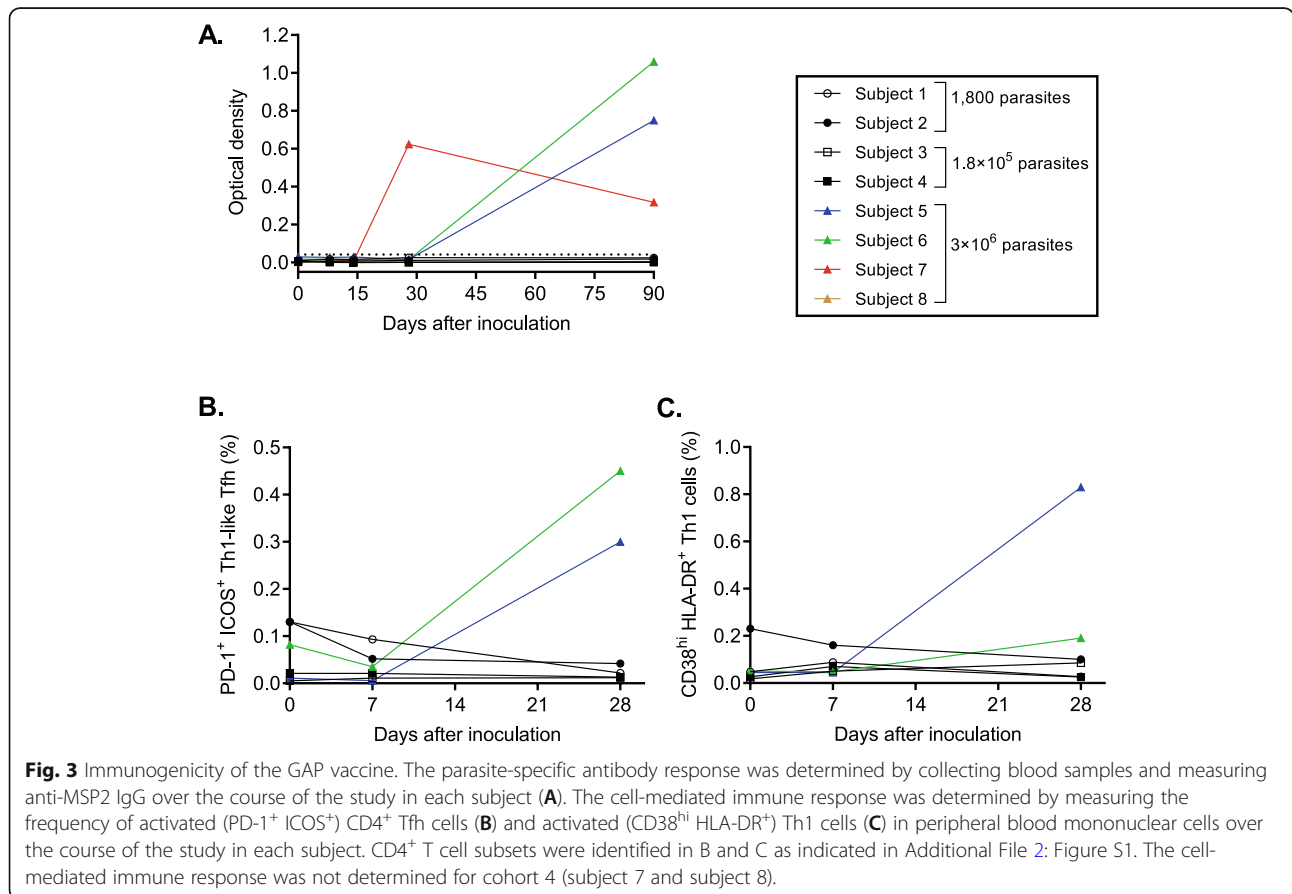 A.
Optical density
1.2
1.0
0.8
0.6
0.4
0.2
0.0
0 15 30 45 60 75 90
Days after inoculation
Subject 1
Subject 2
1,800 parasites
Subject 3
Subject 4
1.8×10⁵ parasites
Subject 5
Subject 6
Subject 7
Subject 8
3×10⁶ parasites
B.
PD-1⁺ ICOS⁺ Th1-like Tfh (%)
0.5
0.4
0.3
0.2
0.1
0.0
0 7 14 21 28
Days after inoculation
C.
CD38ʰⁱ HLA-DR⁺ Th1 cells (%)
1.0
0.8
0.6
0.4
0.2
0.0
0 7 14 21 28
Days after inoculation
Fig. 3 Immunogenicity of the GAP vaccine. The parasite-specific antibody response was determined by collecting blood samples and measuring
anti-MSP2 IgG over the course of the study in each subject (A). The cell-mediated immune response was determined by measuring the
frequency of activated (PD-1⁺ ICOS⁺) CD4⁺ Tfh cells (B) and activated (CD38ʰⁱ HLA-DR⁺) Th1 cells (C) in peripheral blood mononuclear cells over
the course of the study in each subject. CD4⁺ T cell subsets were identified in B and C as indicated in Additional File 2: Figure S1. The cell-
mediated immune response was not determined for cohort 4 (subject 7 and subject 8).